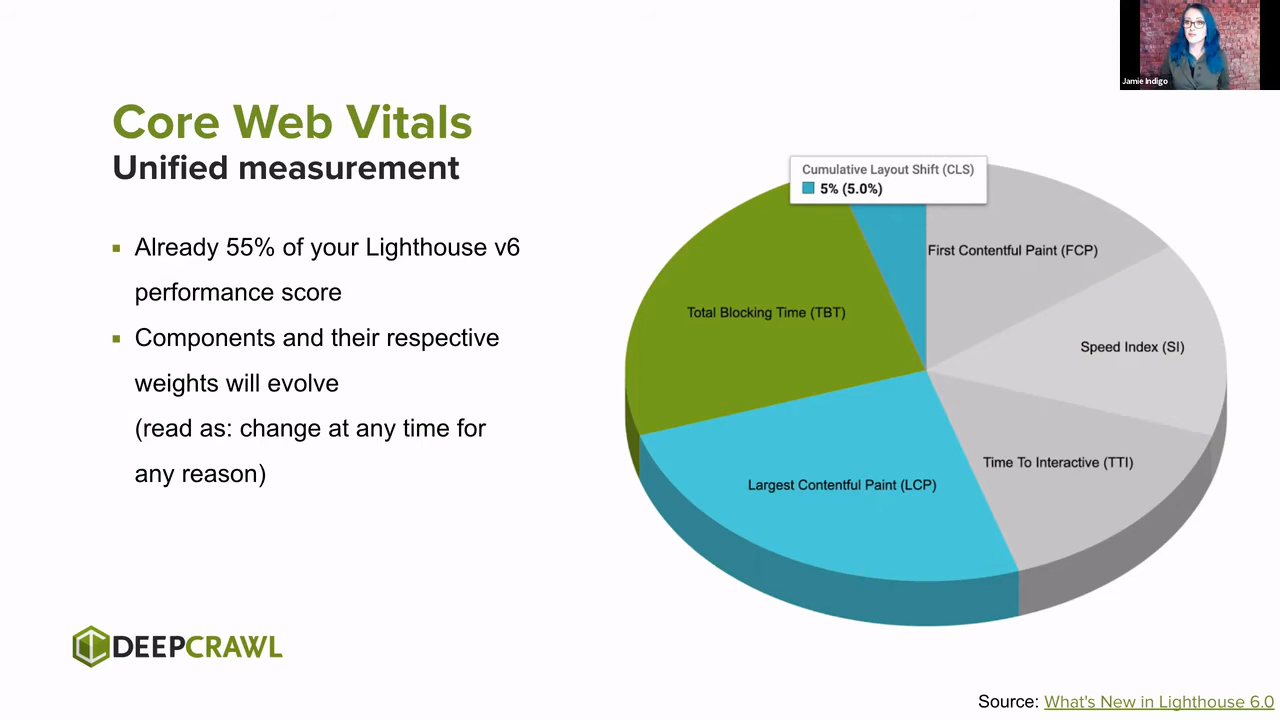 Jamie Indigo
Core Web Vitals
Unified measurement
Already 55% of your Lighthouse v6
performance score
Components and their respective
weights will evolve
(read as: change at any time for
any reason)
Cumulative Layout Shift (CLS)
5% (5.0%)
First Contentful Paint (FCP)
Total Blocking Time (TBT)
Speed Index (SI)
Time To Interactive (TTI)
Largest Contentful Paint (LCP)
DEEPCRAWL
Source: What's New in Lighthouse 6.0